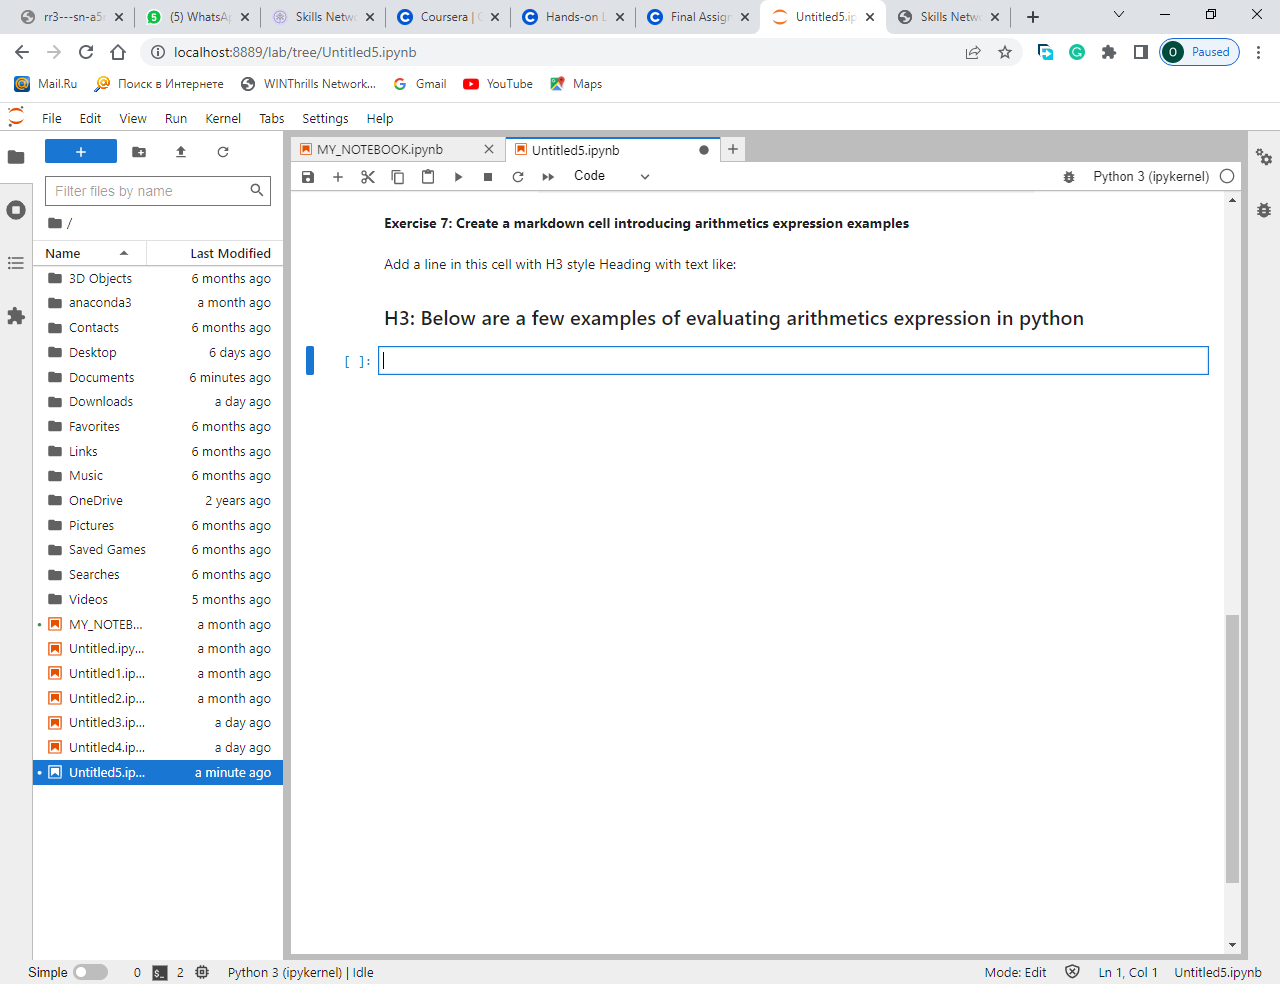 rr3---sn-a5
(5) WhatsAp
Skills Netwo
Coursera | C
Hands-on L
Final Assign
Untitled5.ip
Skills Netwo
localhost:8889/lab/tree/Untitled5.ipynb
O Paused
Mail.Ru
Поиск в Интернете
WINThrills Network...
Gmail
YouTube
Maps
File Edit View Run Kernel Tabs Settings Help
MY_NOTEBOOK.ipynb
Untitled5.ipynb
Filter files by name
Code
Python 3 (ipykernel)
/
Name Last Modified
3D Objects 6 months ago
anaconda3 a month ago
Contacts 6 months ago
Desktop 6 days ago
Documents 6 minutes ago
Downloads a day ago
Favorites 6 months ago
Links 6 months ago
Music 6 months ago
OneDrive 2 years ago
Pictures 6 months ago
Saved Games 6 months ago
Searches 6 months ago
Videos 5 months ago
MY_NOTEB... a month ago
Untitled.ipy... a month ago
Untitled1.ip... a month ago
Untitled2.ip... a month ago
Untitled3.ip... a day ago
Untitled4.ip... a day ago
Untitled5.ip... a minute ago
Exercise 7: Create a markdown cell introducing arithmetics expression examples
Add a line in this cell with H3 style Heading with text like:
H3: Below are a few examples of evaluating arithmetics expression in python
[ ]:
Simple 0 2 Python 3 (ipykernel) | Idle
Mode: Edit Ln 1, Col 1 Untitled5.ipynb